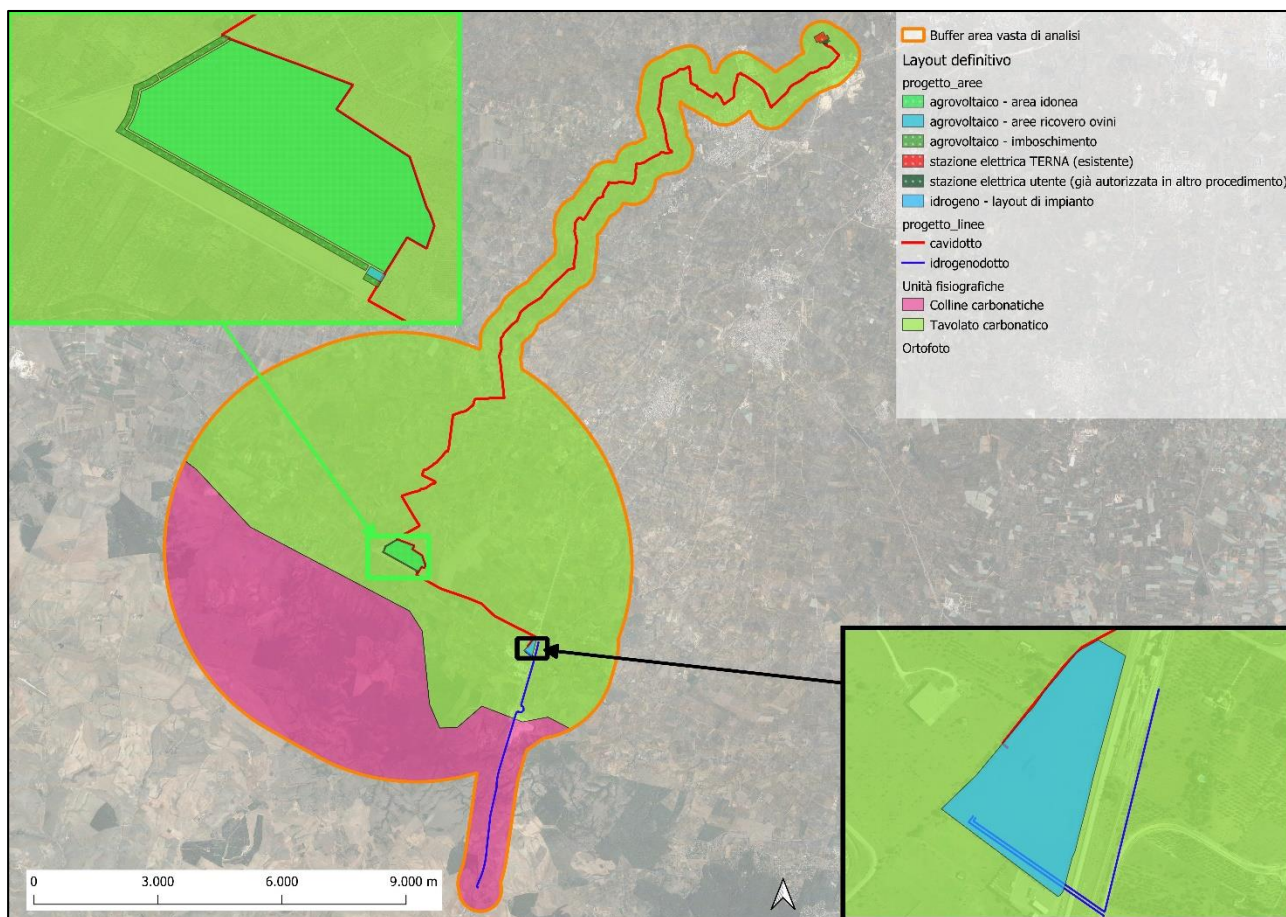 Buffer area vasta di analisi
Layout definitivo
progetto_aree
agrovoltaico - area idonea
agrovoltaico - aree ricovero ovini
agrovoltaico - imboschimento
stazione elettrica TERNA (esistente)
stazione elettrica utente (già autorizzata in altro procedimento)
idrogeno - layout di impianto
progetto_linee
cavidotto
idrogenodotto
Unità fisiografiche
Colline carbonatiche
Tavolato carbonatico
Ortofoto
0 3.000 6.000 9.000 m